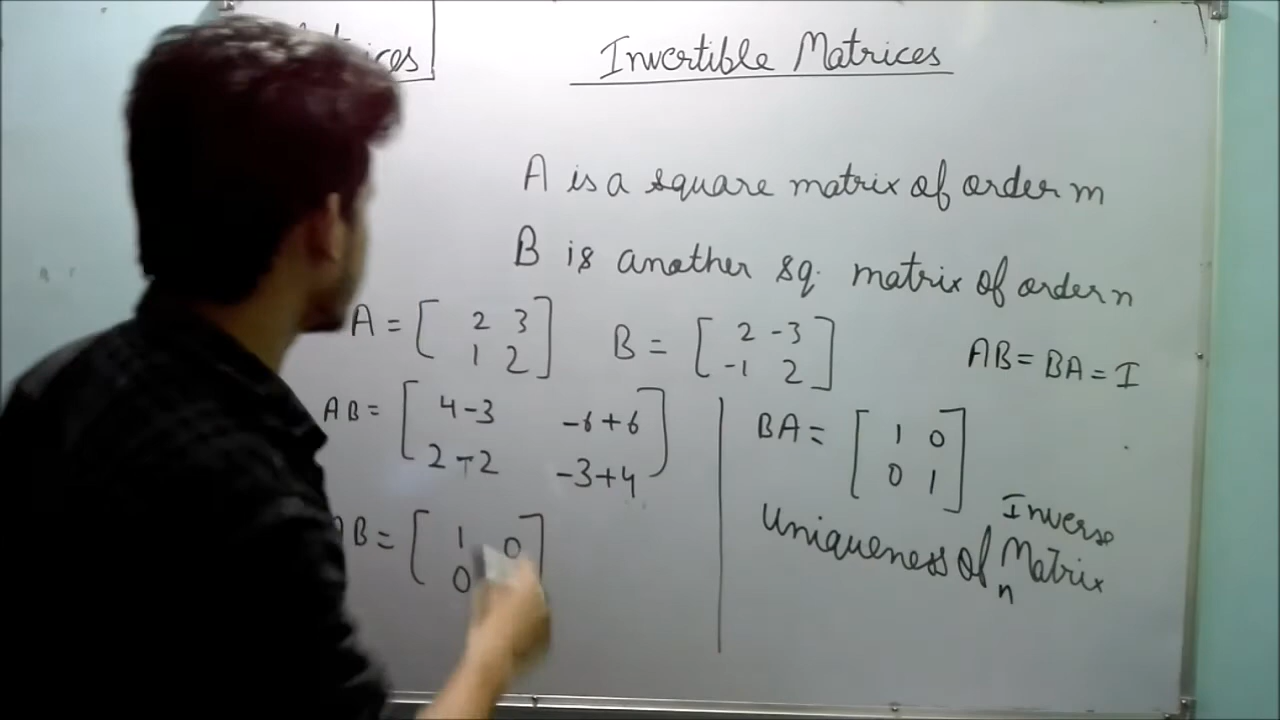 Invertible Matrices
A is a square matrix of order m
B is another sq. matrix of order n
A = [ 2 3
1 2 ]
B = [ 2 -3
-1 2 ]
AB = BA = I
AB = [ 4-3 -6+6
2-2 -3+4 ]
BA = [ 1 0
0 1 ]
B = [ 1 0
0 ]
Uniqueness of Inverse Matrix
n